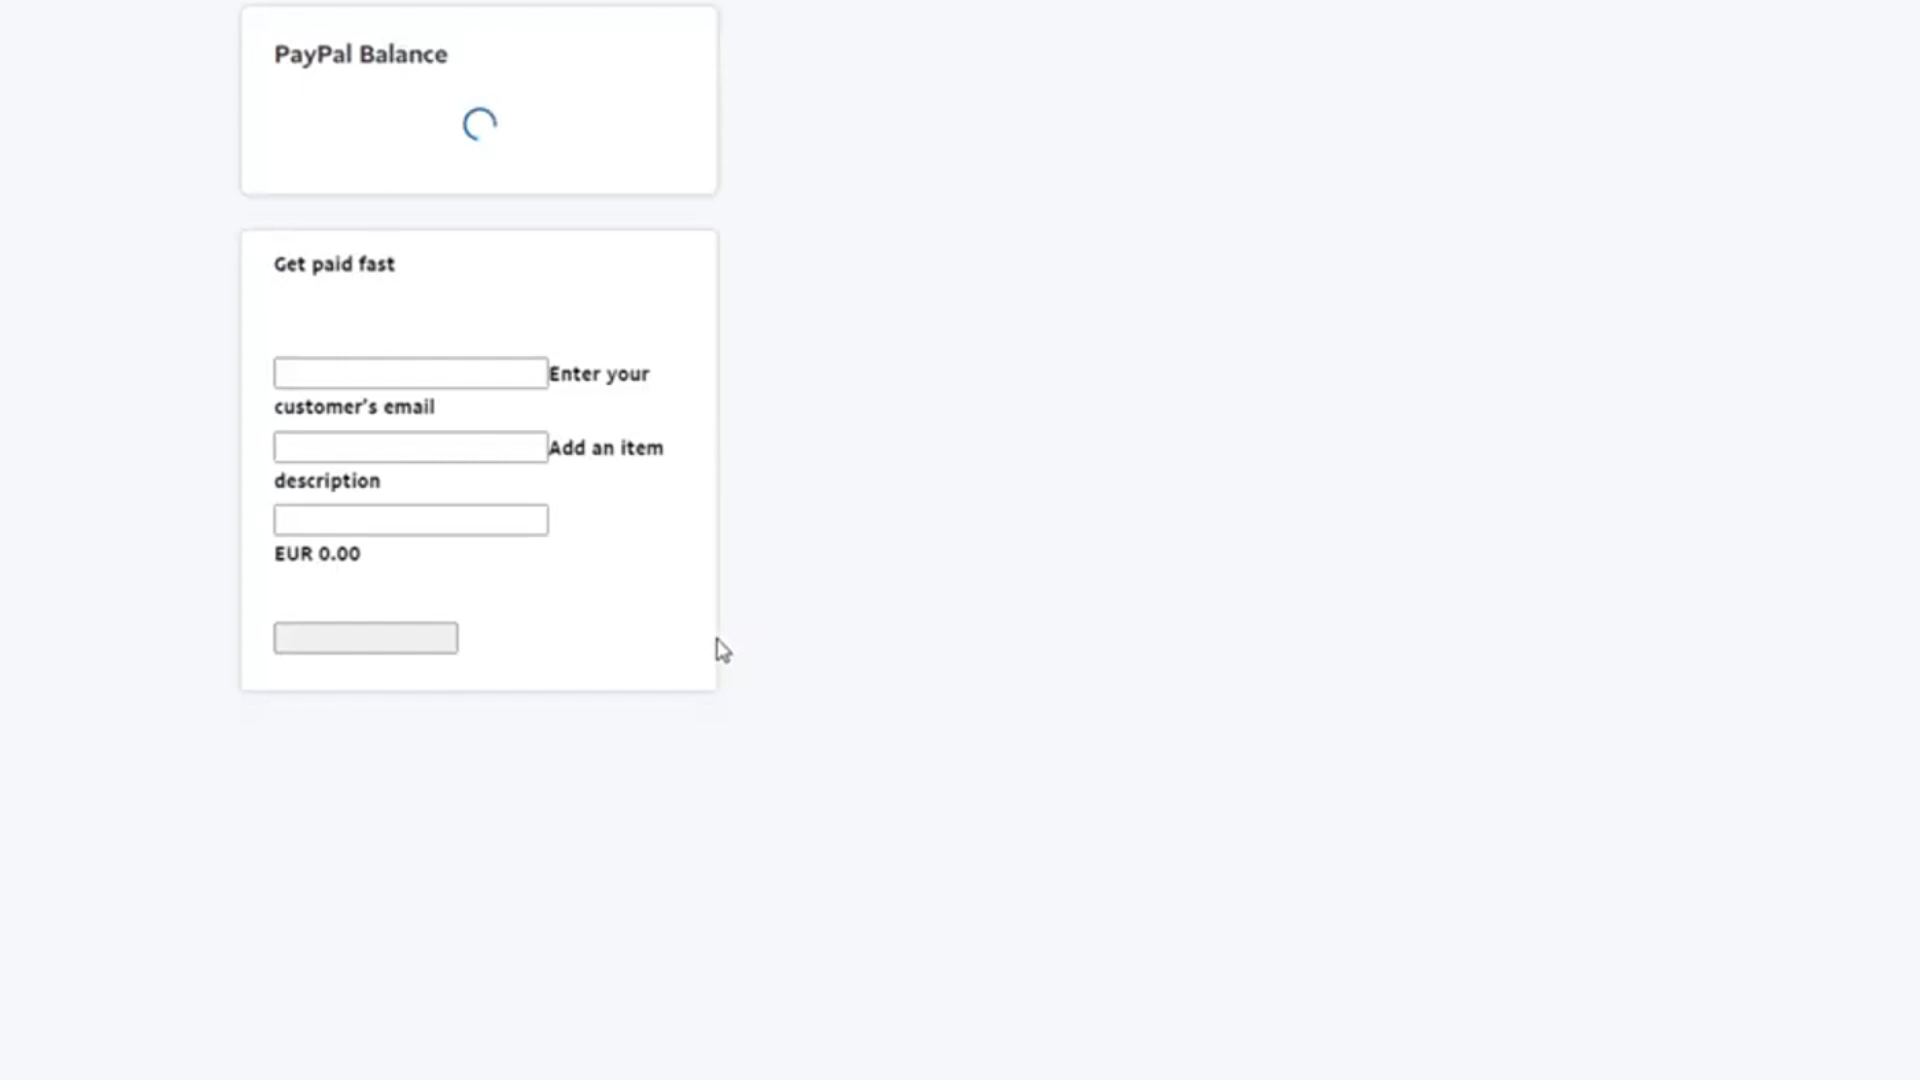 PayPal Balance
Get paid fast
Enter your
customer's email
Add an item
description
EUR 0.00